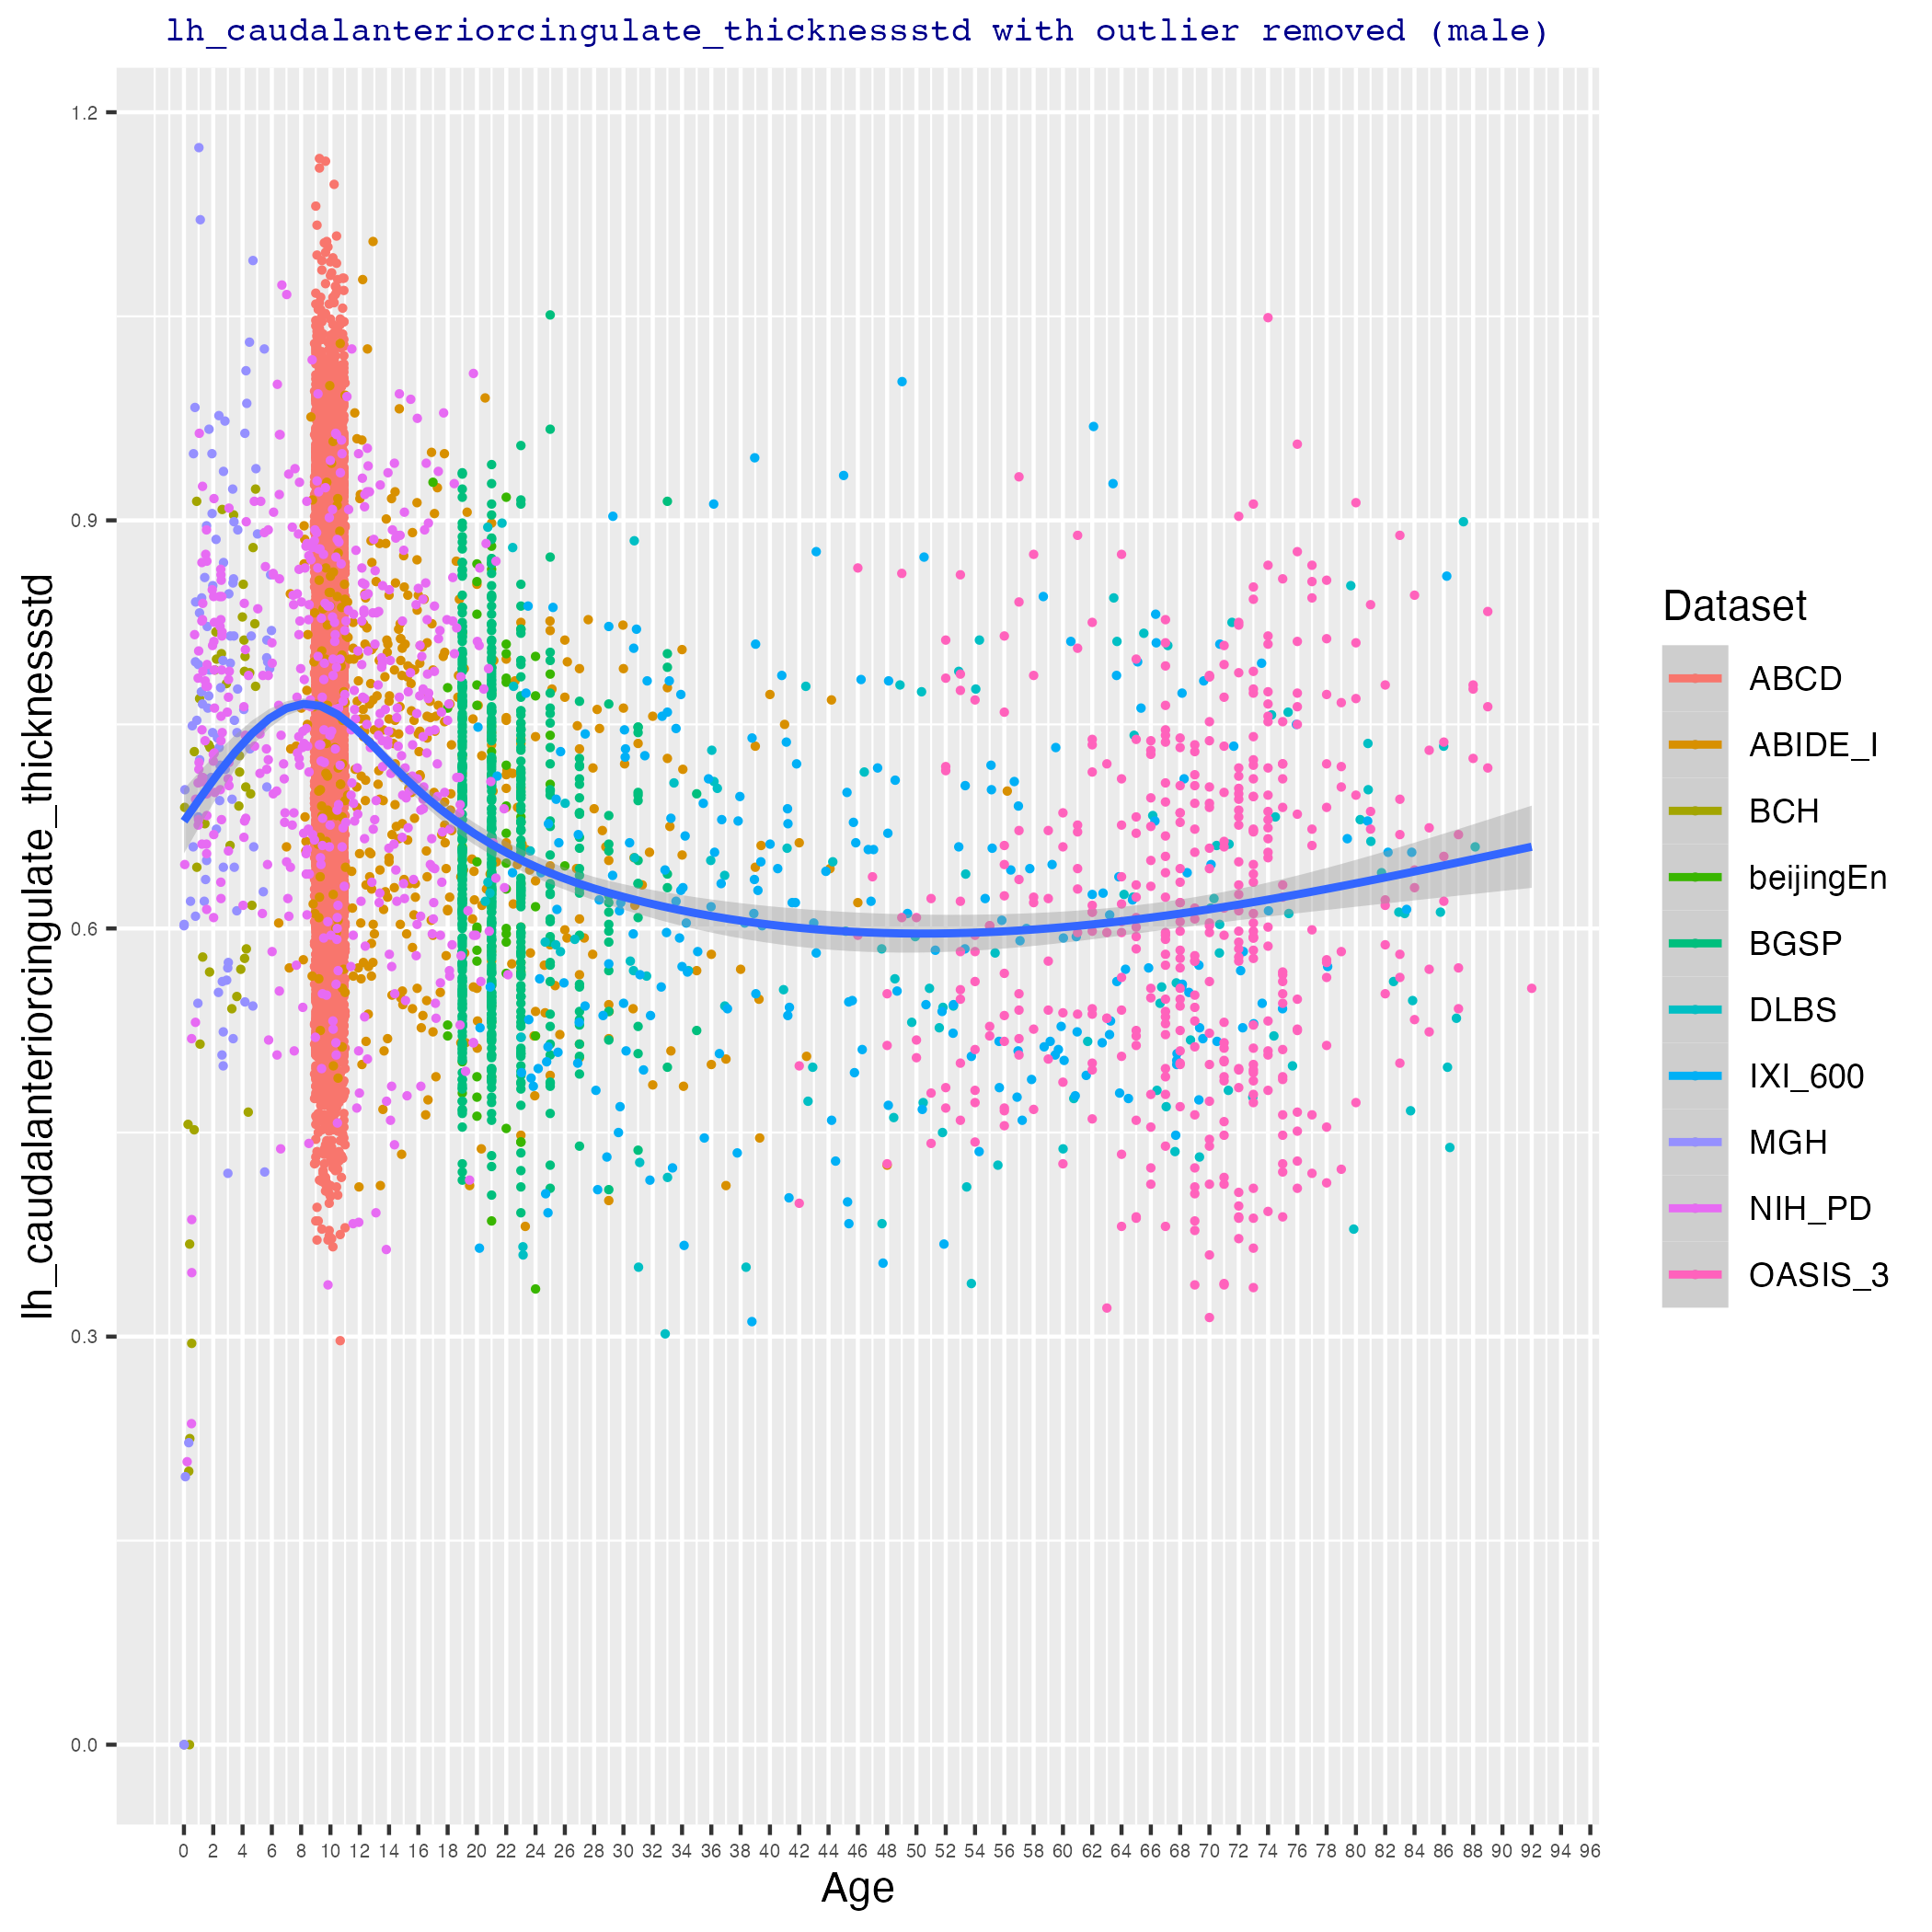 lh_caudalanteriorcingulate_thicknessstd with outlier removed (male)
lh_caudalanteriorcingulate_thicknessstd
1.2
0.9
0.6
0.3
0.0
0 2 4 6 8 10 12 14 16 18 20 22 24 26 28 30 32 34 36 38 40 42 44 46 48 50 52 54 56 58 60 62 64 66 68 70 72 74 76 78 80 82 84 86 88 90 92 94 96
Age
Dataset
ABCD
ABIDE_I
BCH
beijingEn
BGSP
DLBS
IXI_600
MGH
NIH_PD
OASIS_3